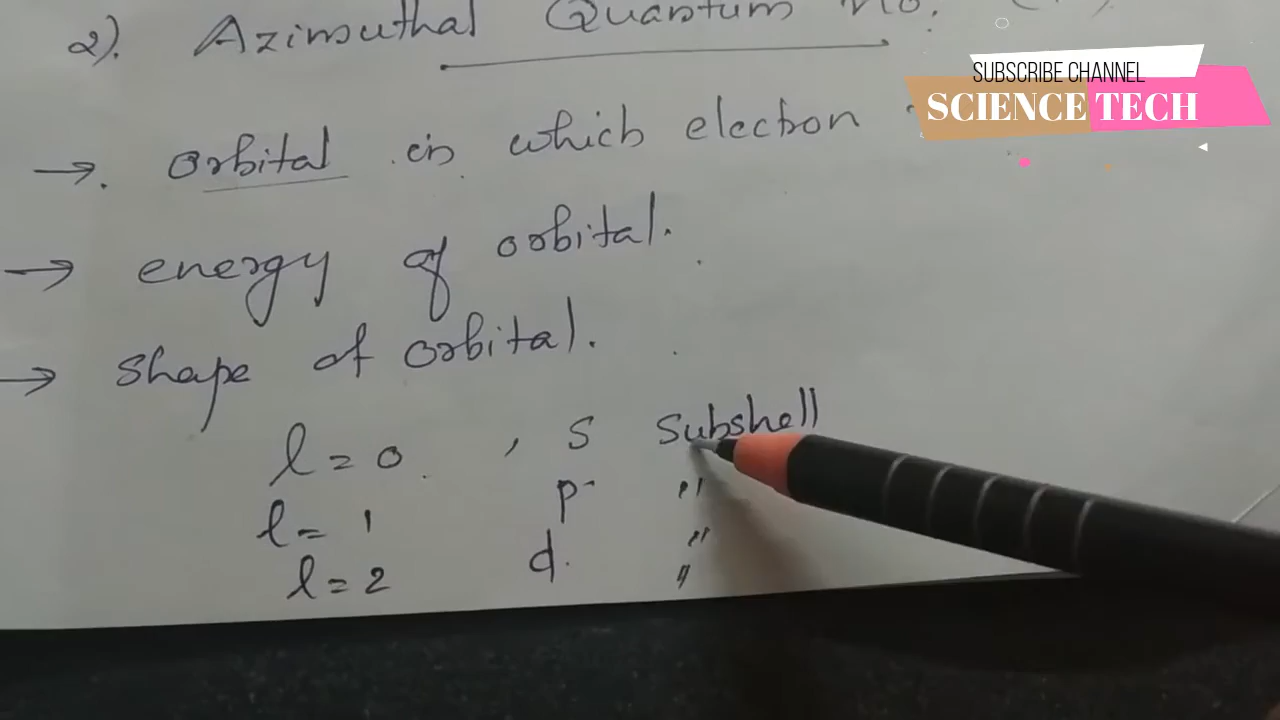 2). Azimuthal Quantum No.
SUBSCRIBE CHANNEL
SCIENCE TECH
→. orbital in which electron
→ energy of orbital.
→ shape of orbital.
l = 0 , s subshell
l = 1 p "
l = 2 d. "
"